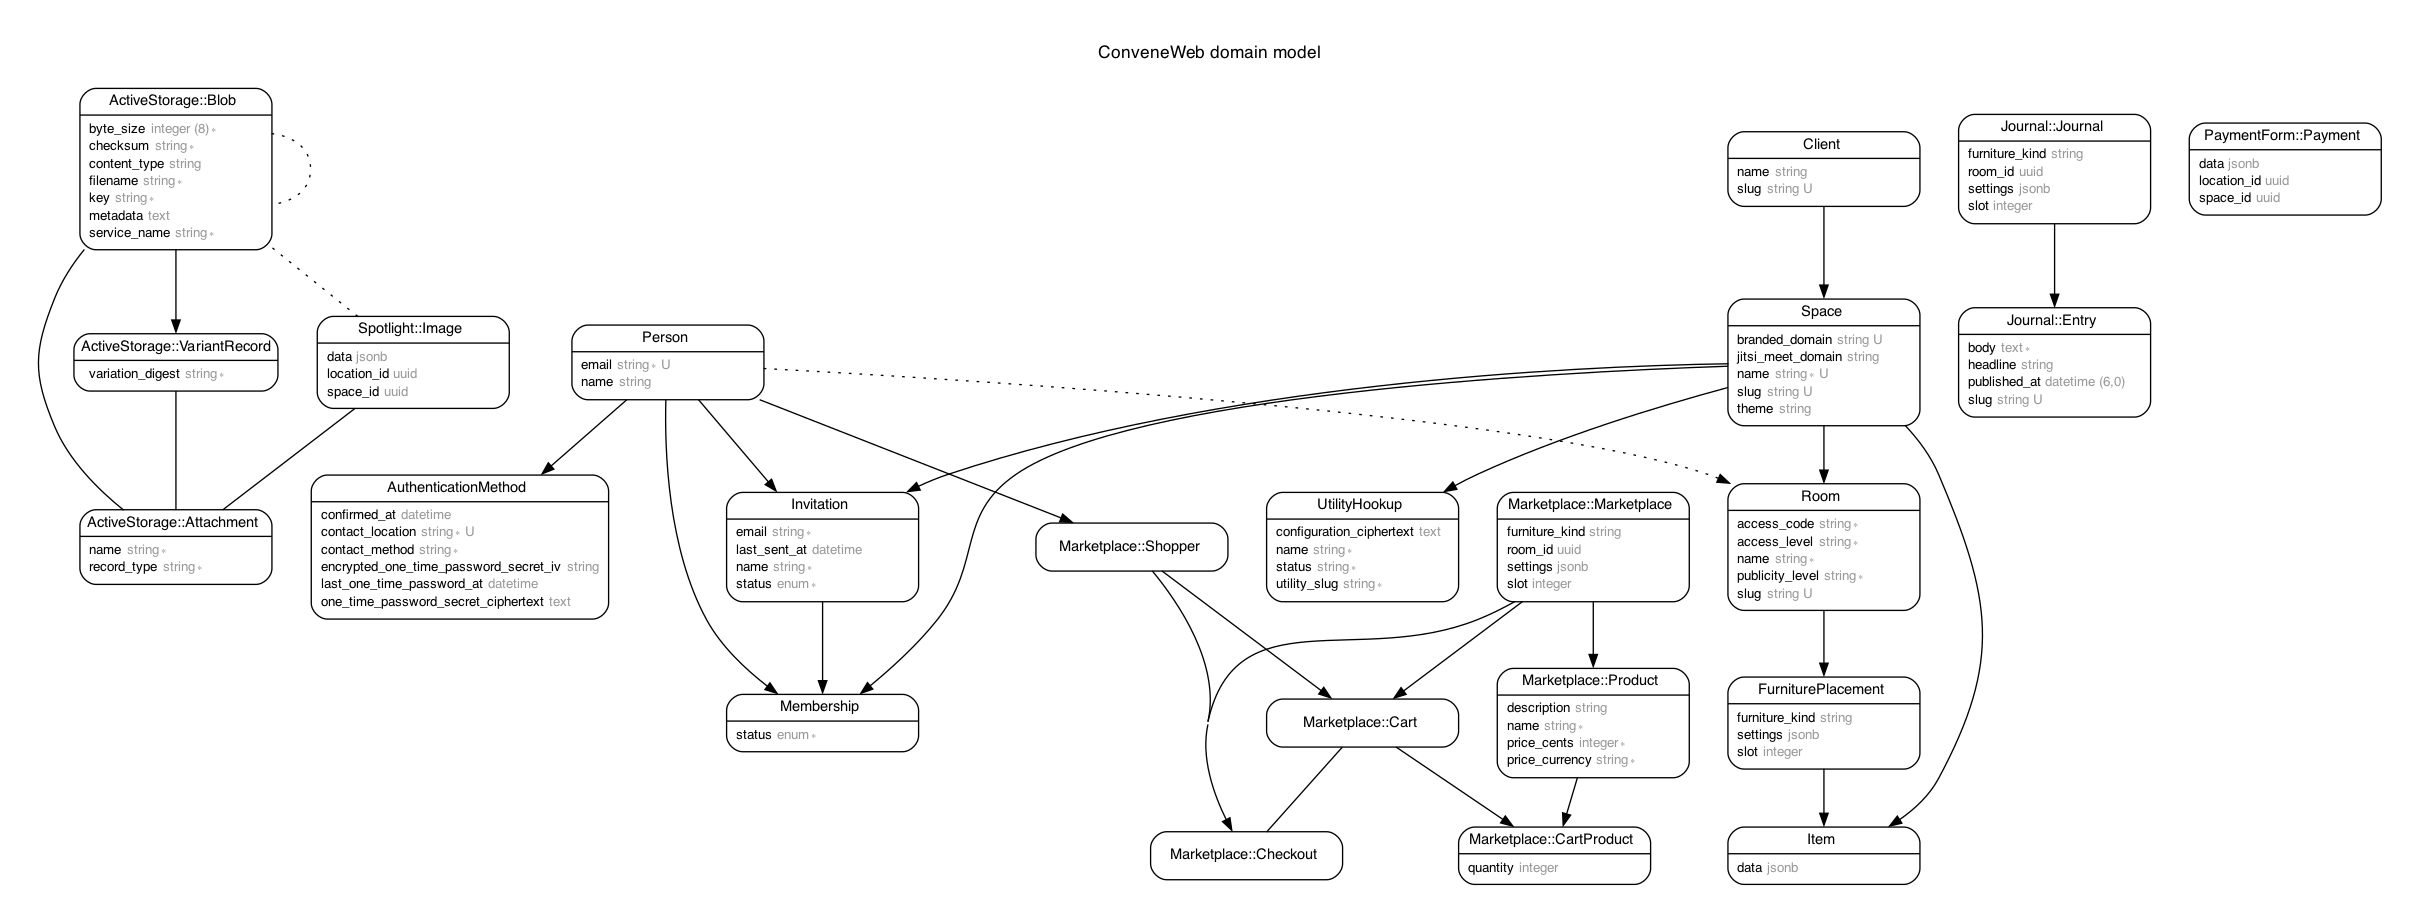 ConveneWeb domain model
ActiveStorage::Blob
byte_size integer (8) ∗
checksum string ∗
content_type string
filename string ∗
key string ∗
metadata text
service_name string ∗
Client
name string
slug string U
Journal::Journal
furniture_kind string
room_id uuid
settings jsonb
slot integer
PaymentForm::Payment
data jsonb
location_id uuid
space_id uuid
ActiveStorage::VariantRecord
variation_digest string ∗
Spotlight::Image
data jsonb
location_id uuid
space_id uuid
Person
email string ∗ U
name string
Space
branded_domain string U
jitsi_meet_domain string
name string ∗ U
slug string U
theme string
Journal::Entry
body text ∗
headline string
published_at datetime (6,0)
slug string U
ActiveStorage::Attachment
name string ∗
record_type string ∗
AuthenticationMethod
confirmed_at datetime
contact_location string ∗ U
contact_method string ∗
encrypted_one_time_password_secret_iv string
last_one_time_password_at datetime
one_time_password_secret_ciphertext text
Invitation
email string ∗
last_sent_at datetime
name string ∗
status enum ∗
Marketplace::Shopper
UtilityHookup
configuration_ciphertext text
name string ∗
status string ∗
utility_slug string ∗
Marketplace::Marketplace
furniture_kind string
room_id uuid
settings jsonb
slot integer
Room
access_code string ∗
access_level string ∗
name string ∗
publicity_level string ∗
slug string U
Membership
status enum ∗
Marketplace::Cart
Marketplace::Product
description string
name string ∗
price_cents integer ∗
price_currency string ∗
FurniturePlacement
furniture_kind string
settings jsonb
slot integer
Marketplace::Checkout
Marketplace::CartProduct
quantity integer
Item
data jsonb